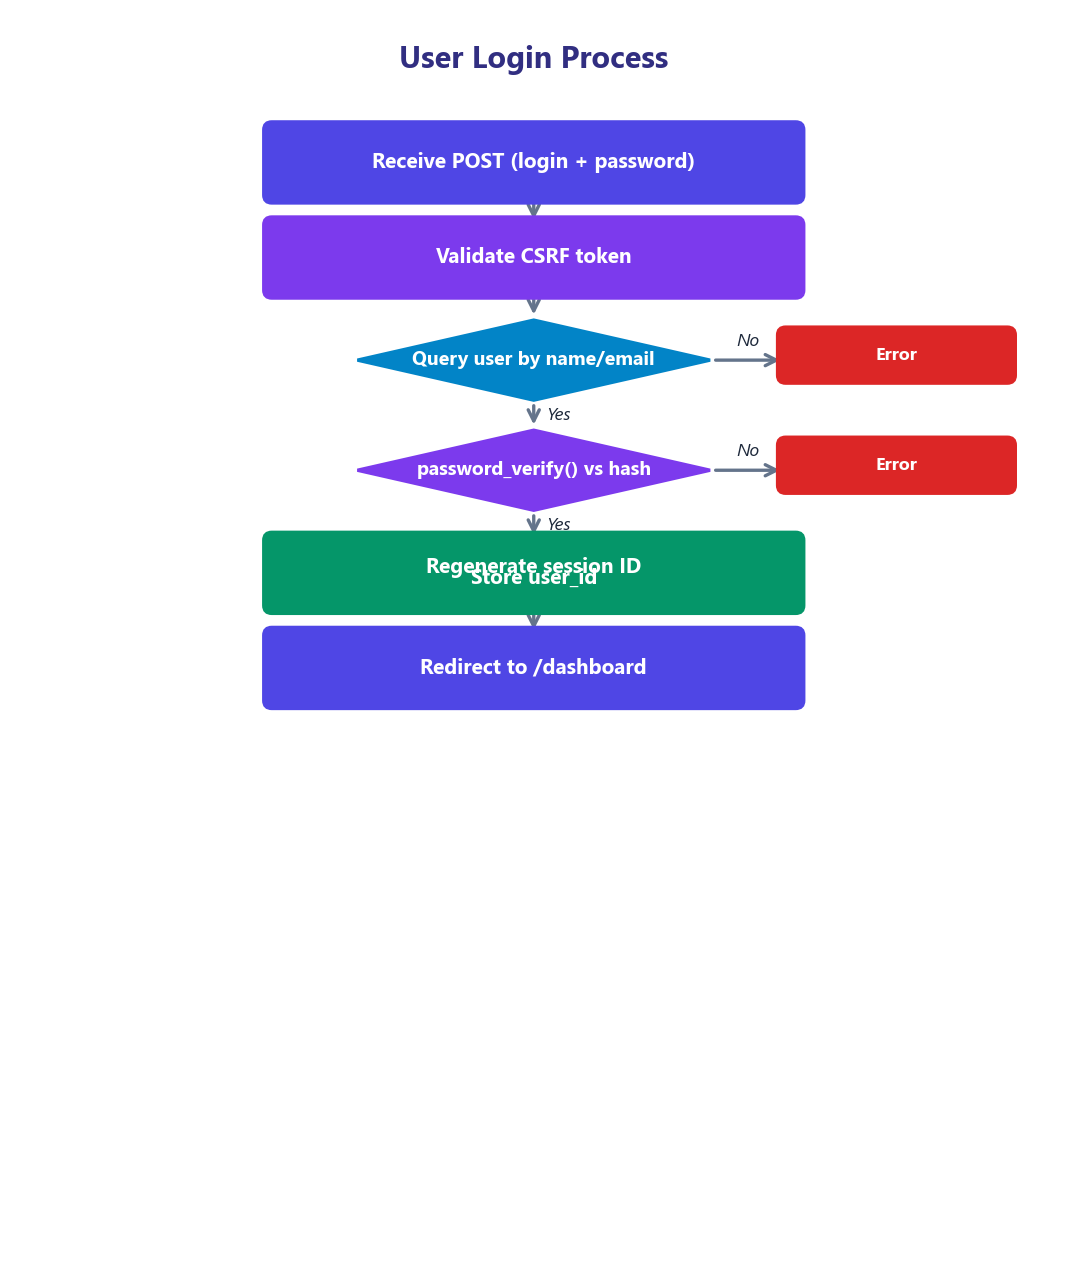 User Login Process
Receive POST (login + password)
Validate CSRF token
Query user by name/email
No
Error
Yes
password_verify() vs hash
No
Error
Yes
Regenerate session ID
Store user_id
Redirect to /dashboard